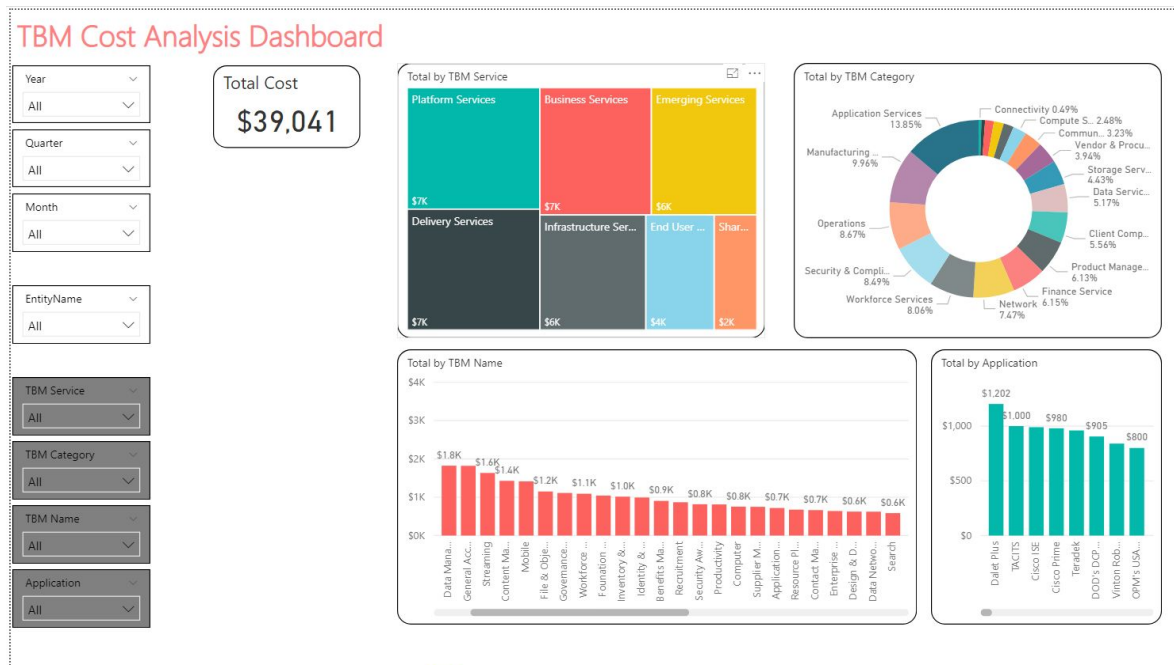 TBM Cost Analysis Dashboard
Year
All
Quarter
All
Month
All
EntityName
All
TBM Service
All
TBM Category
All
TBM Name
All
Application
All
Total Cost
$39,041
Total by TBM Service
Platform Services
$7K
Business Services
$7K
Emerging Services
$6K
Delivery Services
$7K
Infrastructure Ser...
$6K
End User ...
$4K
Shar...
$2K
Total by TBM Category
Connectivity 0.49%
Compute S... 2.48%
Commun... 3.23%
Vendor & Procu...
3.94%
Storage Serv...
4.43%
Data Servic...
5.17%
Client Comp...
5.56%
Product Manage...
6.13%
Finance Service
6.15%
Network
7.47%
Workforce Services
8.06%
Security & Compli...
8.49%
Operations
8.67%
Manufacturing ...
9.96%
Application Services
13.85%
Total by TBM Name
$4K
$3K
$2K
$1K
$0K
$1.8K
$1.6K
$1.4K
$1.2K
$1.1K
$1.0K
$0.9K
$0.8K
$0.8K
$0.7K
$0.7K
$0.6K
$0.6K
Data Mana...
General Acc...
Streaming
Content Ma...
Mobile
File & Obje...
Governance...
Workforce ...
Founation ...
Inventory &...
Identity & ...
Benefits Ma...
Recruitment
Security Aw...
Productivity
Computer
Supplier M...
Application...
Resource Pl...
Contact Ma...
Enterprise ...
Design & D...
Data Netwo...
Search
Total by Application
$1,000
$500
$0
$1,202
$1,000
$980
$905
$800
Dalet Plus
TACITS
Cisco ISE
Cisco Prime
Teradek
DOD's DCP ...
Vinton Rob...
OPM's USA...